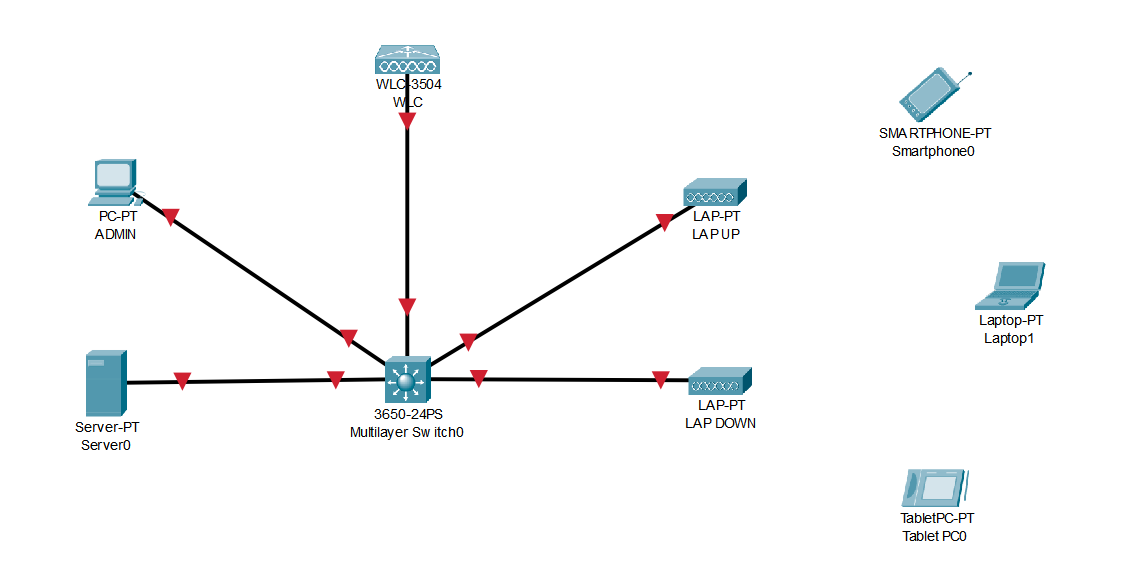 WLC-3504
WLC
SMARTPHONE-PT
Smartphone0
PC-PT
ADMIN
LAP-PT
LAP UP
Laptop-PT
Laptop1
Server-PT
Server0
3650-24PS
Multilayer Switch0
LAP-PT
LAP DOWN
TabletPC-PT
Tablet PC0